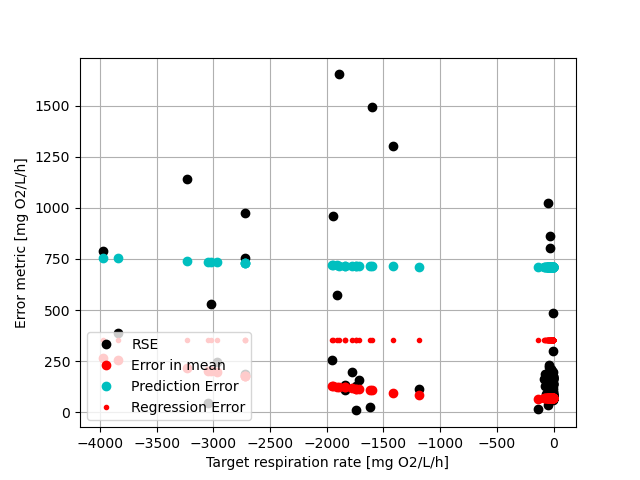 1500
1250
1000
750
500
250
0
Error metric [mg O2/L/h]
RSE
Error in mean
Prediction Error
Regression Error
−4000 −3500 −3000 −2500 −2000 −1500 −1000 −500 0
Target respiration rate [mg O2/L/h]